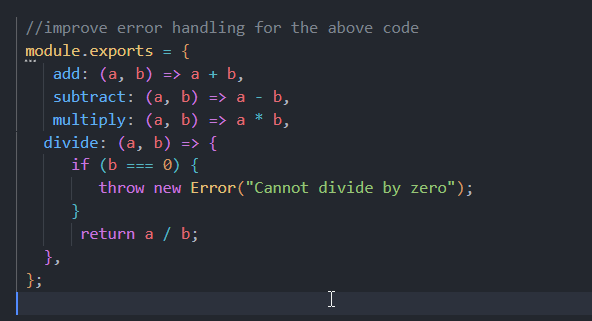 //improve error handling for the above code
module.exports = {
add: (a, b) => a + b,
subtract: (a, b) => a - b,
multiply: (a, b) => a * b,
divide: (a, b) => {
if (b === 0) {
throw new Error("Cannot divide by zero");
}
return a / b;
},
};